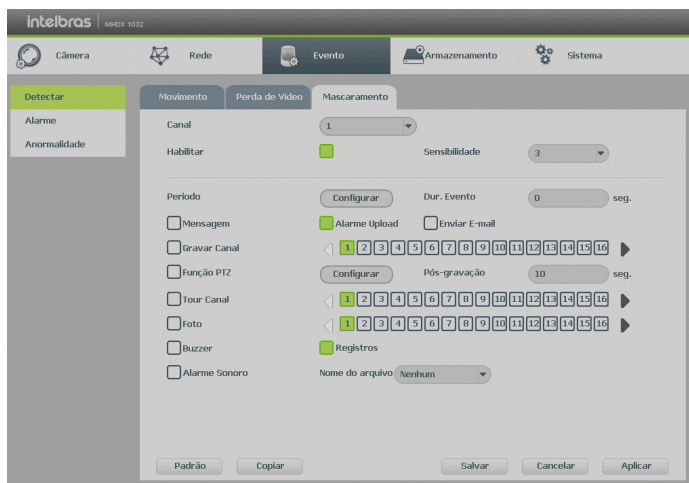 intelbras | MHDX 1032
Câmera Rede Evento Armazenamento Sistema
Detectar
Alarme
Anormalidade
Movimento Perda de Vídeo Mascaramento
Canal 1
Habilitar Sensibilidade 3
Período Configurar Dur. Evento 0 seg.
Mensagem Alarme Upload Enviar E-mail
Gravar Canal 1 2 3 4 5 6 7 8 9 10 11 12 13 14 15 16
Função PTZ Configurar Pós-gravação 10 seg.
Tour Canal 1 2 3 4 5 6 7 8 9 10 11 12 13 14 15 16
Foto 1 2 3 4 5 6 7 8 9 10 11 12 13 14 15 16
Buzzer Registros
Alarme Sonoro Nome do arquivo Nenhum
Padrão Copiar Salvar Cancelar Aplicar